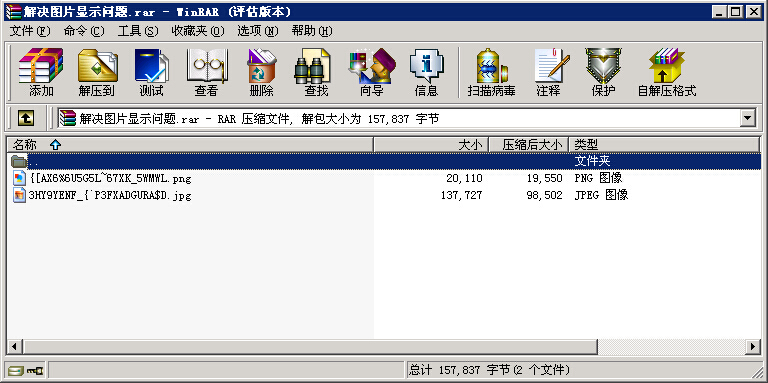 解决图片显示问题.rar - WinRAR (评估版本)
文件(F) 命令(C) 工具(S) 收藏夹(O) 选项(N) 帮助(H)
添加 解压到 测试 查看 删除 查找 向导 信息 扫描病毒 注释 保护 自解压格式
解决图片显示问题.rar - RAR 压缩文件, 解包大小为 157,837 字节
名称 大小 压缩后大小 类型
.. 文件夹
{[AX6%6U5G5L~67XK_5WMWL.png 20,110 19,550 PNG 图像
3HY9YENF_{`P3FXADGURA$D.jpg 137,727 98,502 JPEG 图像
总计 157,837 字节(2 个文件)